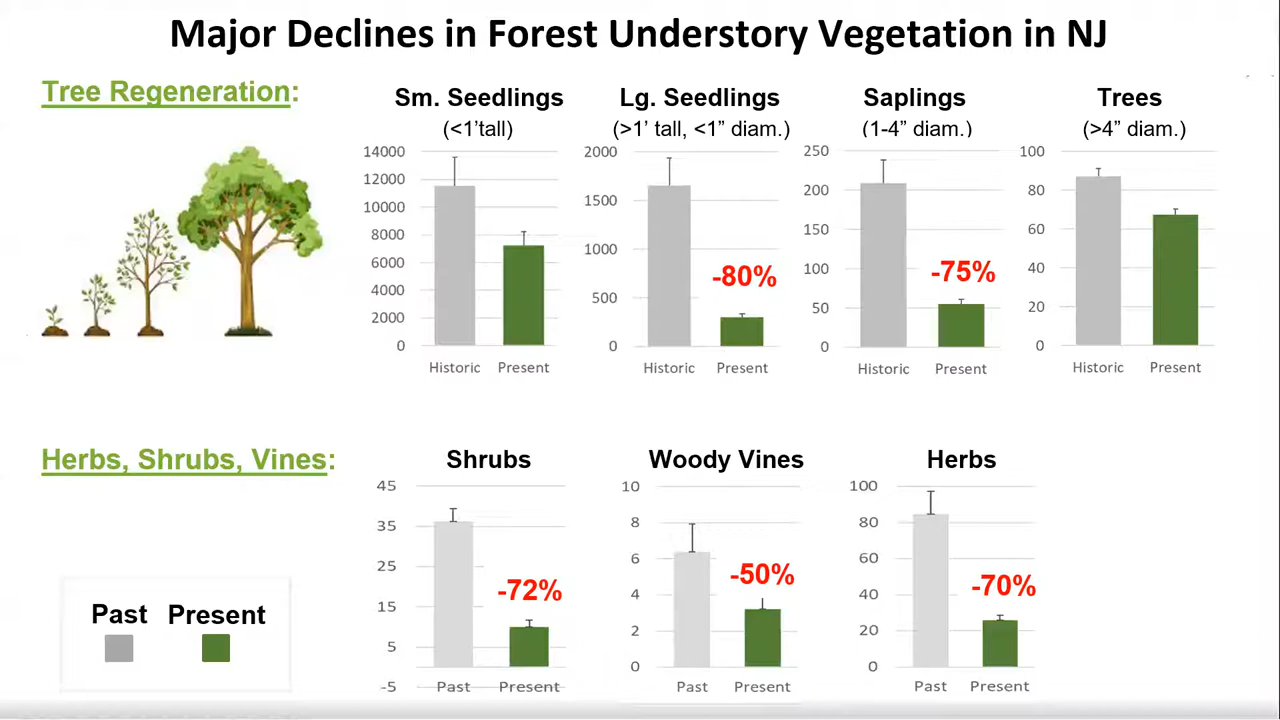 Major Declines in Forest Understory Vegetation in NJ
Tree Regeneration:
Sm. Seedlings
(<1'tall)
14000
12000
10000
8000
6000
4000
2000
0
Historic Present
Lg. Seedlings
(>1’ tall, <1” diam.)
2000
1500
1000
500
0
-80%
Historic Present
Saplings
(1-4” diam.)
250
200
150
100
50
0
-75%
Historic Present
Trees
(>4” diam.)
100
80
60
40
20
0
Historic Present
Herbs, Shrubs, Vines:
Past Present
Shrubs
45
35
25
15
5
-5
-72%
Past Present
Woody Vines
10
8
6
4
2
0
-50%
Past Present
Herbs
100
80
60
40
20
0
-70%
Past Present